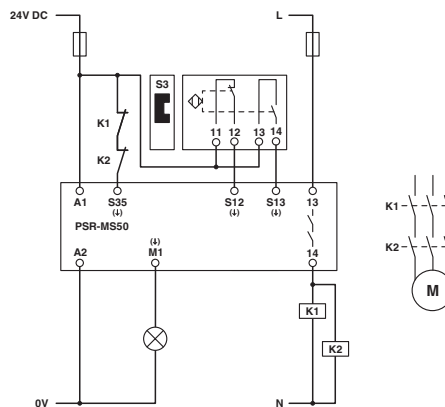 24V DC
L
S3
K1
K2
11 12 13 14
A1 S35 (↓) S12 (↓) S13 (↓) 13
PSR-MS50
A2 (↓) M1 14
K1
K2
0V
N
K1
K2
M